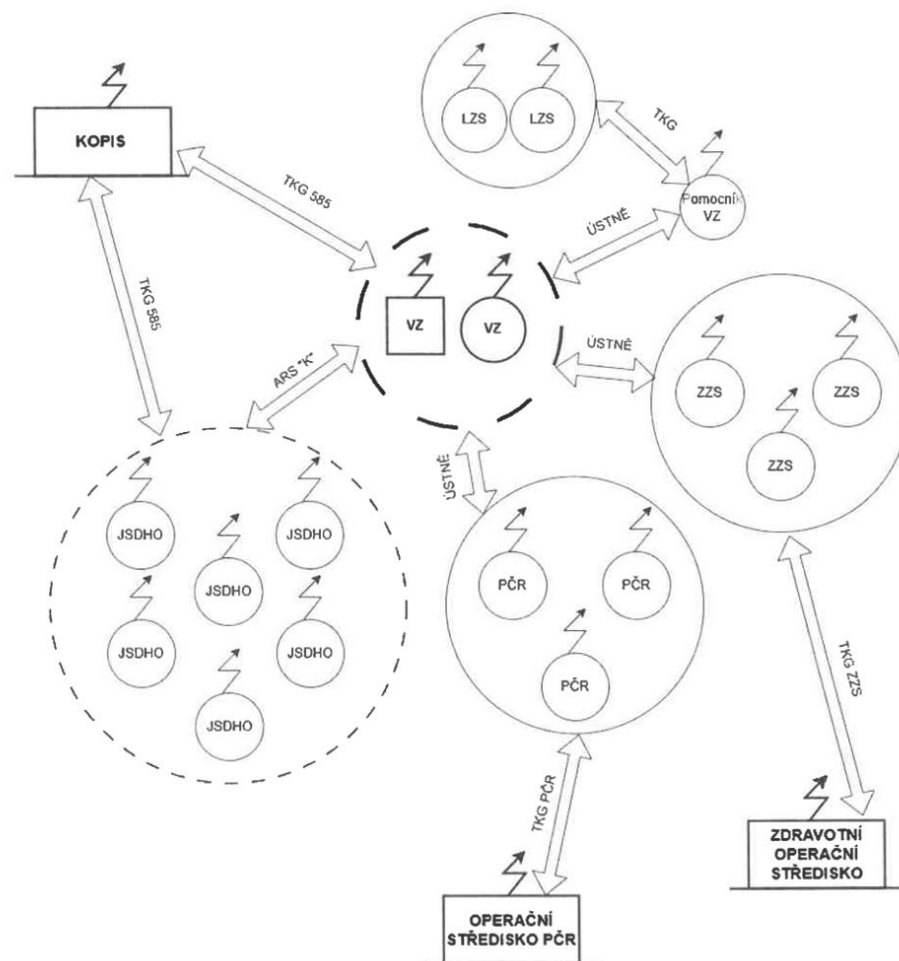 LZS
LZS
TKG
KOPIS
Pomocník
VZ
TKG 585
ÚSTNĚ
VZ
VZ
TKG 585
ARS "K"
ÚSTNĚ
ZZS
ZZS
ZZS
ÚSTNĚ
JSDHO
JSDHO
JSDHO
JSDHO
JSDHO
JSDHO
PČR
PČR
PČR
TKG ZZS
TKG PČR
ZDRAVOTNÍ
OPERAČNÍ
STŘEDISKO
OPERAČNÍ
STŘEDISKO PČR